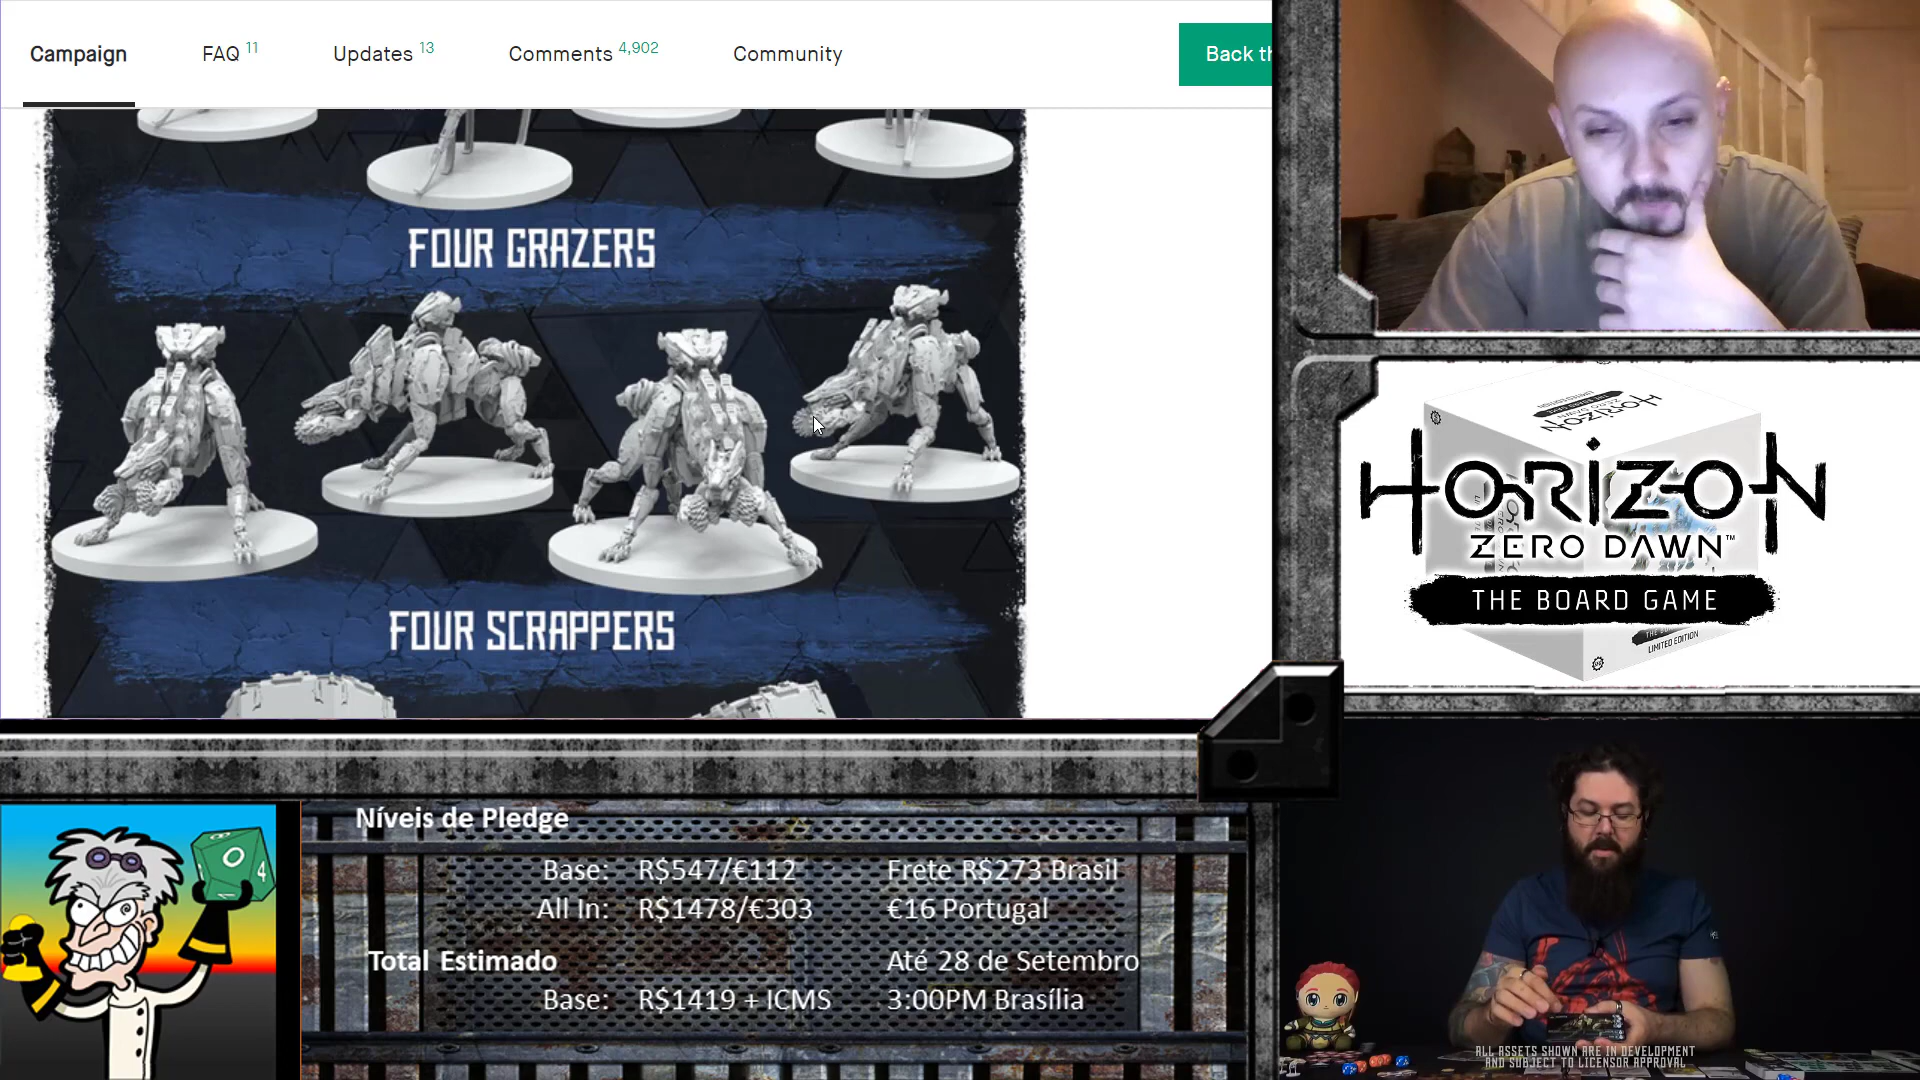 Campaign
FAQ 11
Updates 13
Comments 4,902
Community
Back th
FOUR GRAZERS
FOUR SCRAPPERS
HORIZON
ZERO DAWN™
THE BOARD GAME
LIMITED EDITION
Níveis de Pledge
Base: R$547/€112 Frete R$273 Brasil
All In: R$1478/€303 €16 Portugal
Total Estimado Até 28 de Setembro
Base: R$1419 + ICMS 3:00PM Brasília
ALL ASSETS SHOWN ARE IN DEVELOPMENT
AND SUBJECT TO LICENSOR APPROVAL